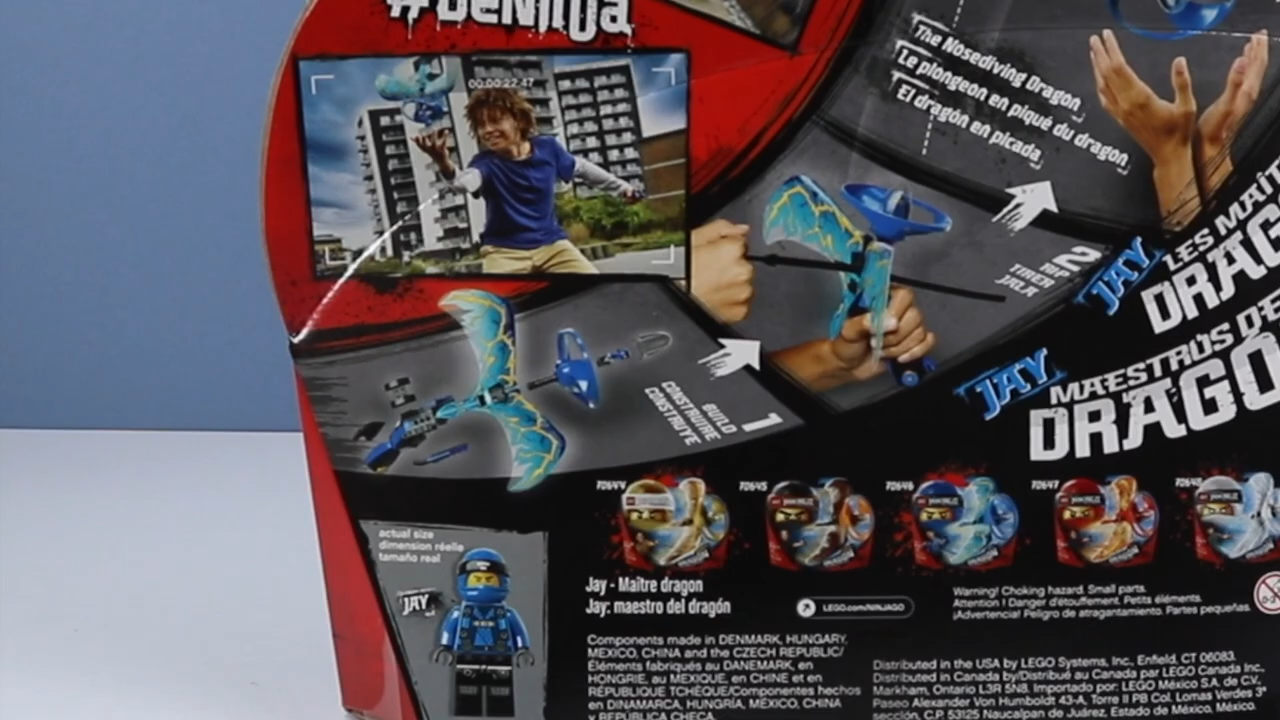 #BeNinja
00:00:22.47
The Nosediving Dragon
Le plongeon en piqué du dragon
El dragón en picada
2
RIP
TIRER
JALA
1
BUILD
CONSTRUIRE
CONSTRUYE
JAY
LES MAÎT
DRAG
JAY
MAESTROS DE
DRAGO
70644
70645
70646
70647
70648
actual size
dimension réelle
tamaño real
JAY
Jay - Maître dragon
Jay: maestro del dragón
LEGO.com/NINJAGO
Warning! Choking hazard. Small parts.
Attention ! Danger d'étouffement. Petits éléments.
¡Advertencia! Peligro de atragantamiento. Partes pequeñas.
0-3
Components made in DENMARK, HUNGARY,
MEXICO, CHINA and the CZECH REPUBLIC/
Éléments fabriqués au DANEMARK, en
HONGRIE, au MEXIQUE, en CHINE et en
RÉPUBLIQUE TCHÈQUE/Componentes hechos
en DINAMARCA, HUNGRÍA, MÉXICO, CHINA
y REPÚBLICA CHECA.
Distributed in the USA by LEGO Systems, Inc., Enfield, CT 06083.
Distributed in Canada by/Distribué au Canada par LEGO Canada Inc.,
Markham, Ontario L3R 5N8. Importado por: LEGO México S.A. de C.V.,
Paseo Alexander Von Humboldt 43-A, Torre II PB Col. Lomas Verdes 3ª
sección, C.P. 53125 Naucalpan de Juárez, Estado de México, México.